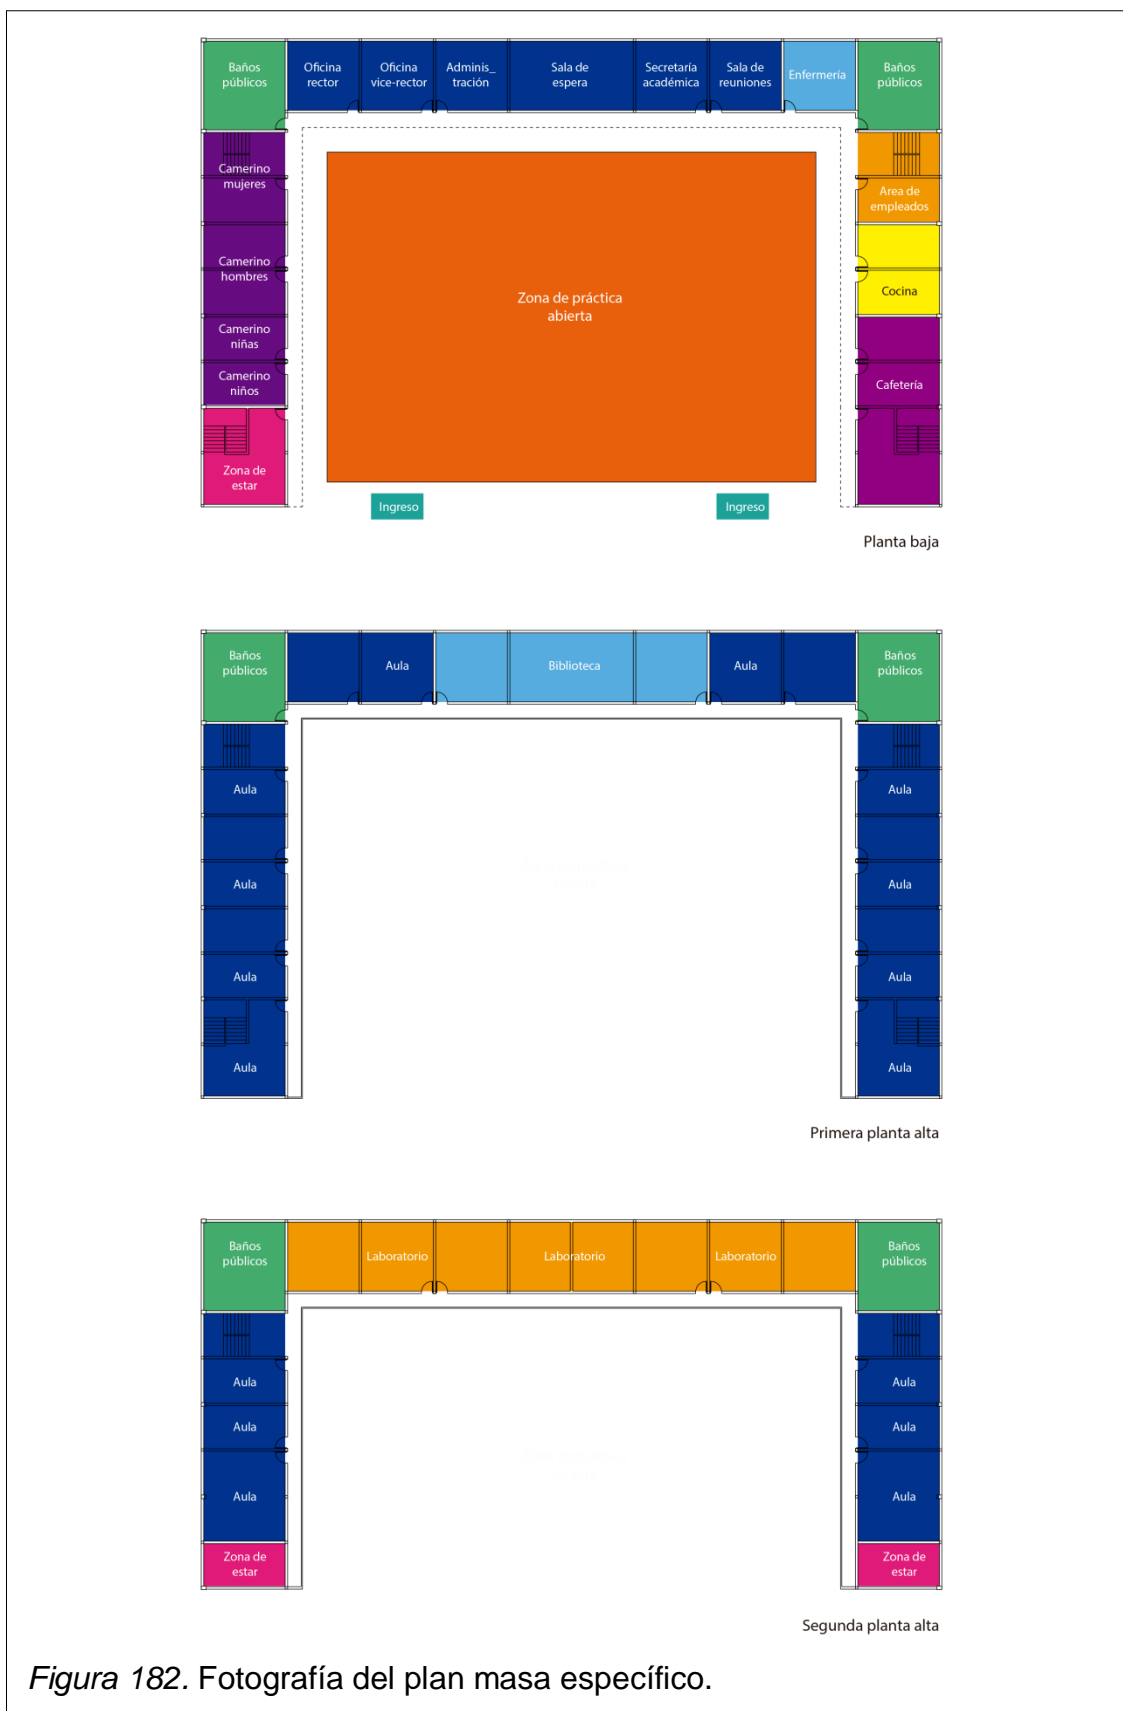 Baños
públicos
Oficina
rector
Oficina
vice-rector
Adminis_
tración
Sala de
espera
Secretaría
académica
Sala de
reuniones
Enfermería
Baños
públicos
Camerino
mujeres
Camerino
hombres
Camerino
niñas
Camerino
niños
Zona de
estar
Zona de práctica
abierta
Area de
empleados
Cocina
Cafetería
Ingreso
Ingreso
Planta baja
Baños
públicos
Aula
Biblioteca
Aula
Baños
públicos
Aula
Aula
Aula
Aula
Aula
Aula
Aula
Aula
Primera planta alta
Baños
públicos
Laboratorio
Laboratorio
Laboratorio
Baños
públicos
Aula
Aula
Aula
Zona de
estar
Aula
Aula
Aula
Zona de
estar
Segunda planta alta
Figura 182. Fotografía del plan masa específico.